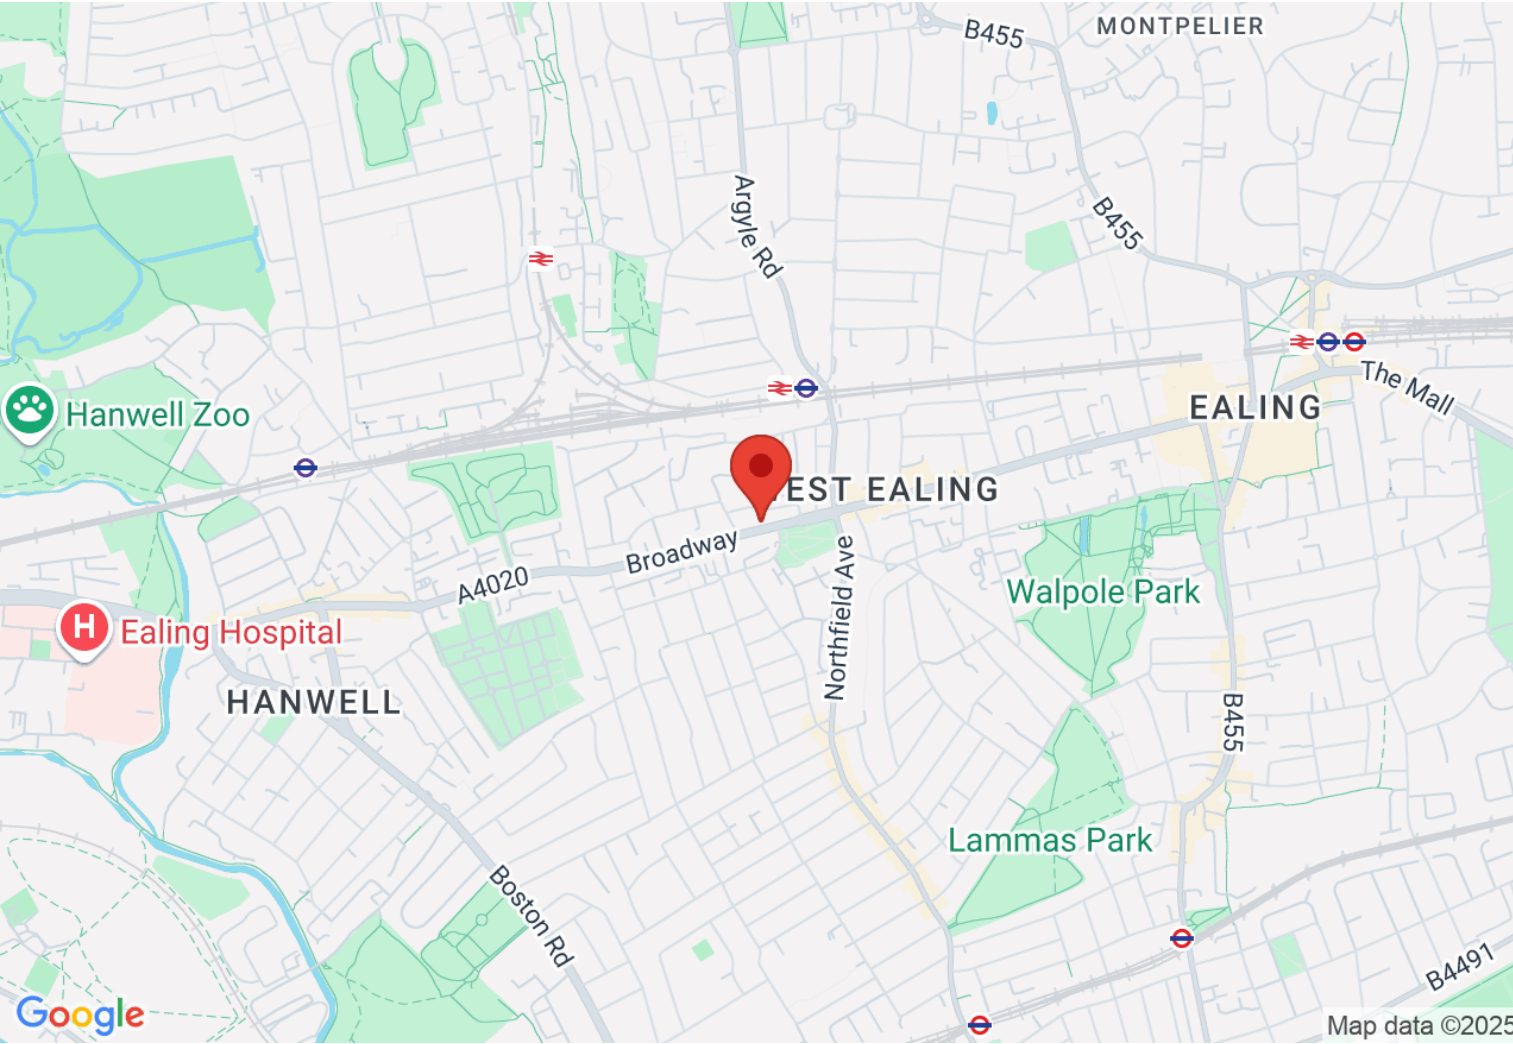 MONTPELIER
B455
Argyle Rd
B455
The Mall
EALING
Hanwell Zoo
EST EALING
Broadway
A4020
Northfield Ave
Walpole Park
H
Ealing Hospital
HANWELL
B455
Lammas Park
Boston Rd
B4491
Google
Map data ©2025